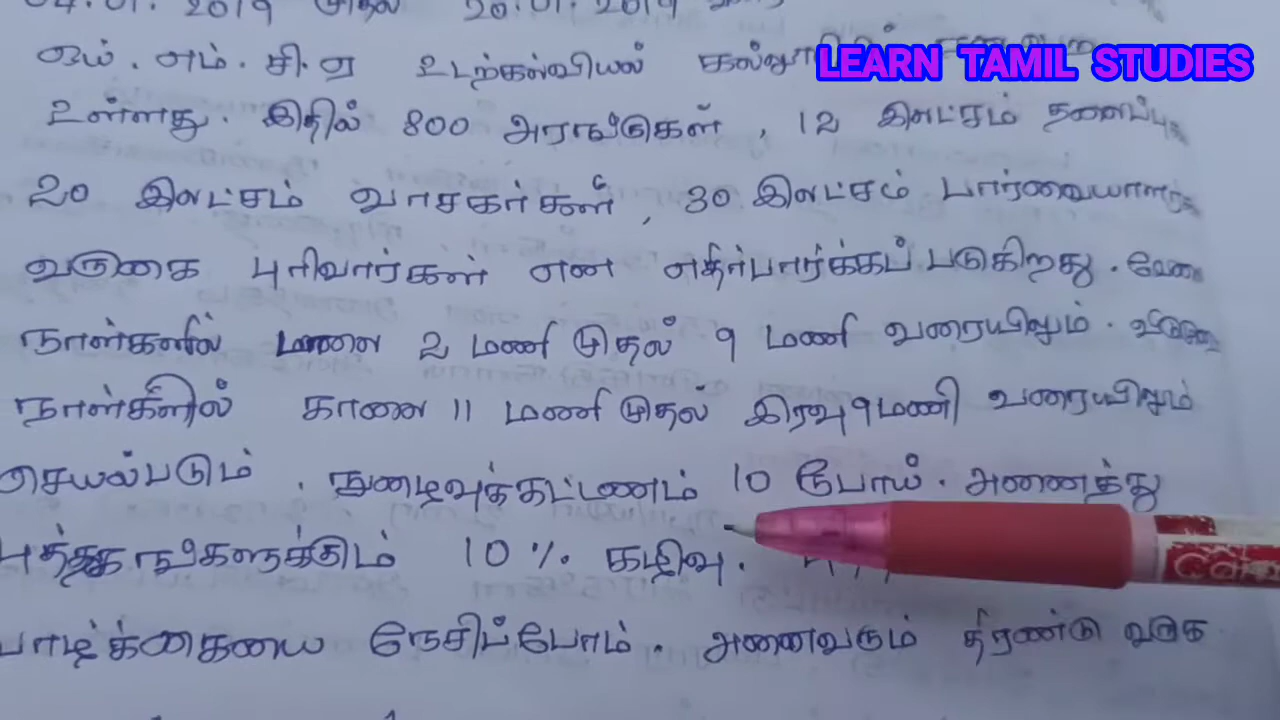 04.01.2019 முதல் 20.01.2019
ஒய்.எம்.சி.ஏ உடற்கல்வியல்
LEARN TAMIL STUDIES
உள்ளது. இதில் 800 அரங்குகள், 12 இலட்சம்
20 இலட்சம் வாசகர்கள், 30 இலட்சம்
வருகை புரிவார்கள் என எதிர்பார்க்கப்படுகிறது.
நாள்களில் மாலை 2 மணி முதல் 9 மணி வரையிலும்.
நாள்களில் காலை 11 மணி முதல் இரவு 9 மணி வரையிலும்
செயல்படும். நுழைவுக்கட்டணம் 10 ரூபாய். அனைத்து
புத்தகங்களுக்கும் 10% கழிவு.
நேசிப்போம். அனைவரும் திரண்டு வருக